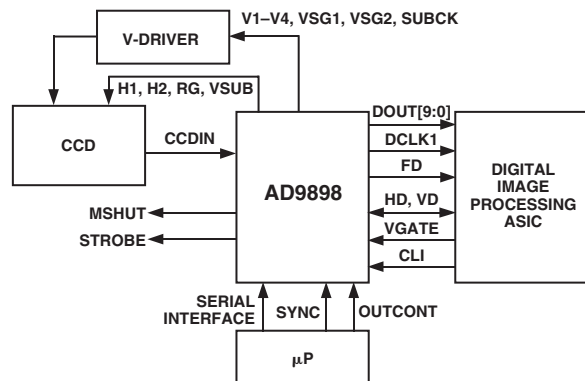 V1–V4, VSG1, VSG2, SUBCK
V-DRIVER
H1, H2, RG, VSUB
CCD
CCDIN
AD9898
DOUT[9:0]
DCLK1
FD
HD, VD
VGATE
CLI
DIGITAL
IMAGE
PROCESSING
ASIC
MSHUT
STROBE
SERIAL
INTERFACE
SYNC
OUTCONT
μP